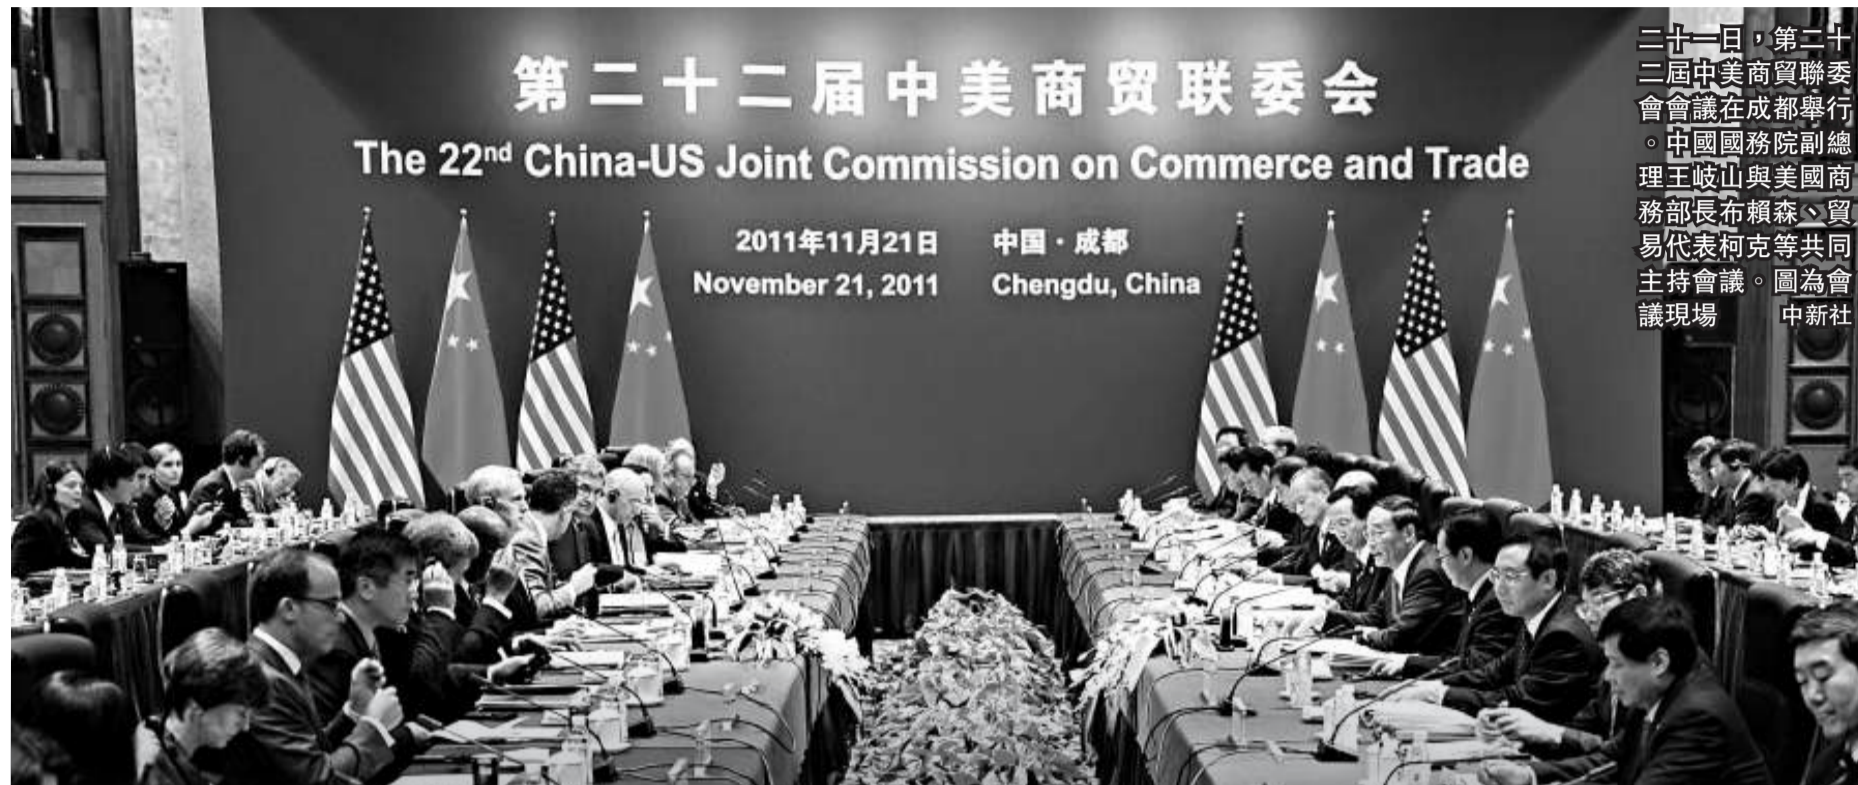 第二十二届中美商贸联委会
The 22nd China-US Joint Commission on Commerce and Trade
2011年11月21日 中国·成都
November 21, 2011 Chengdu, China
二十一日，第二十
二屆中美商貿聯委
會會議在成都舉行
。中國國務院副總
理王岐山與美國商
務部長布賴森、貿
易代表柯克等共同
主持會議。圖為會
議現場 中新社